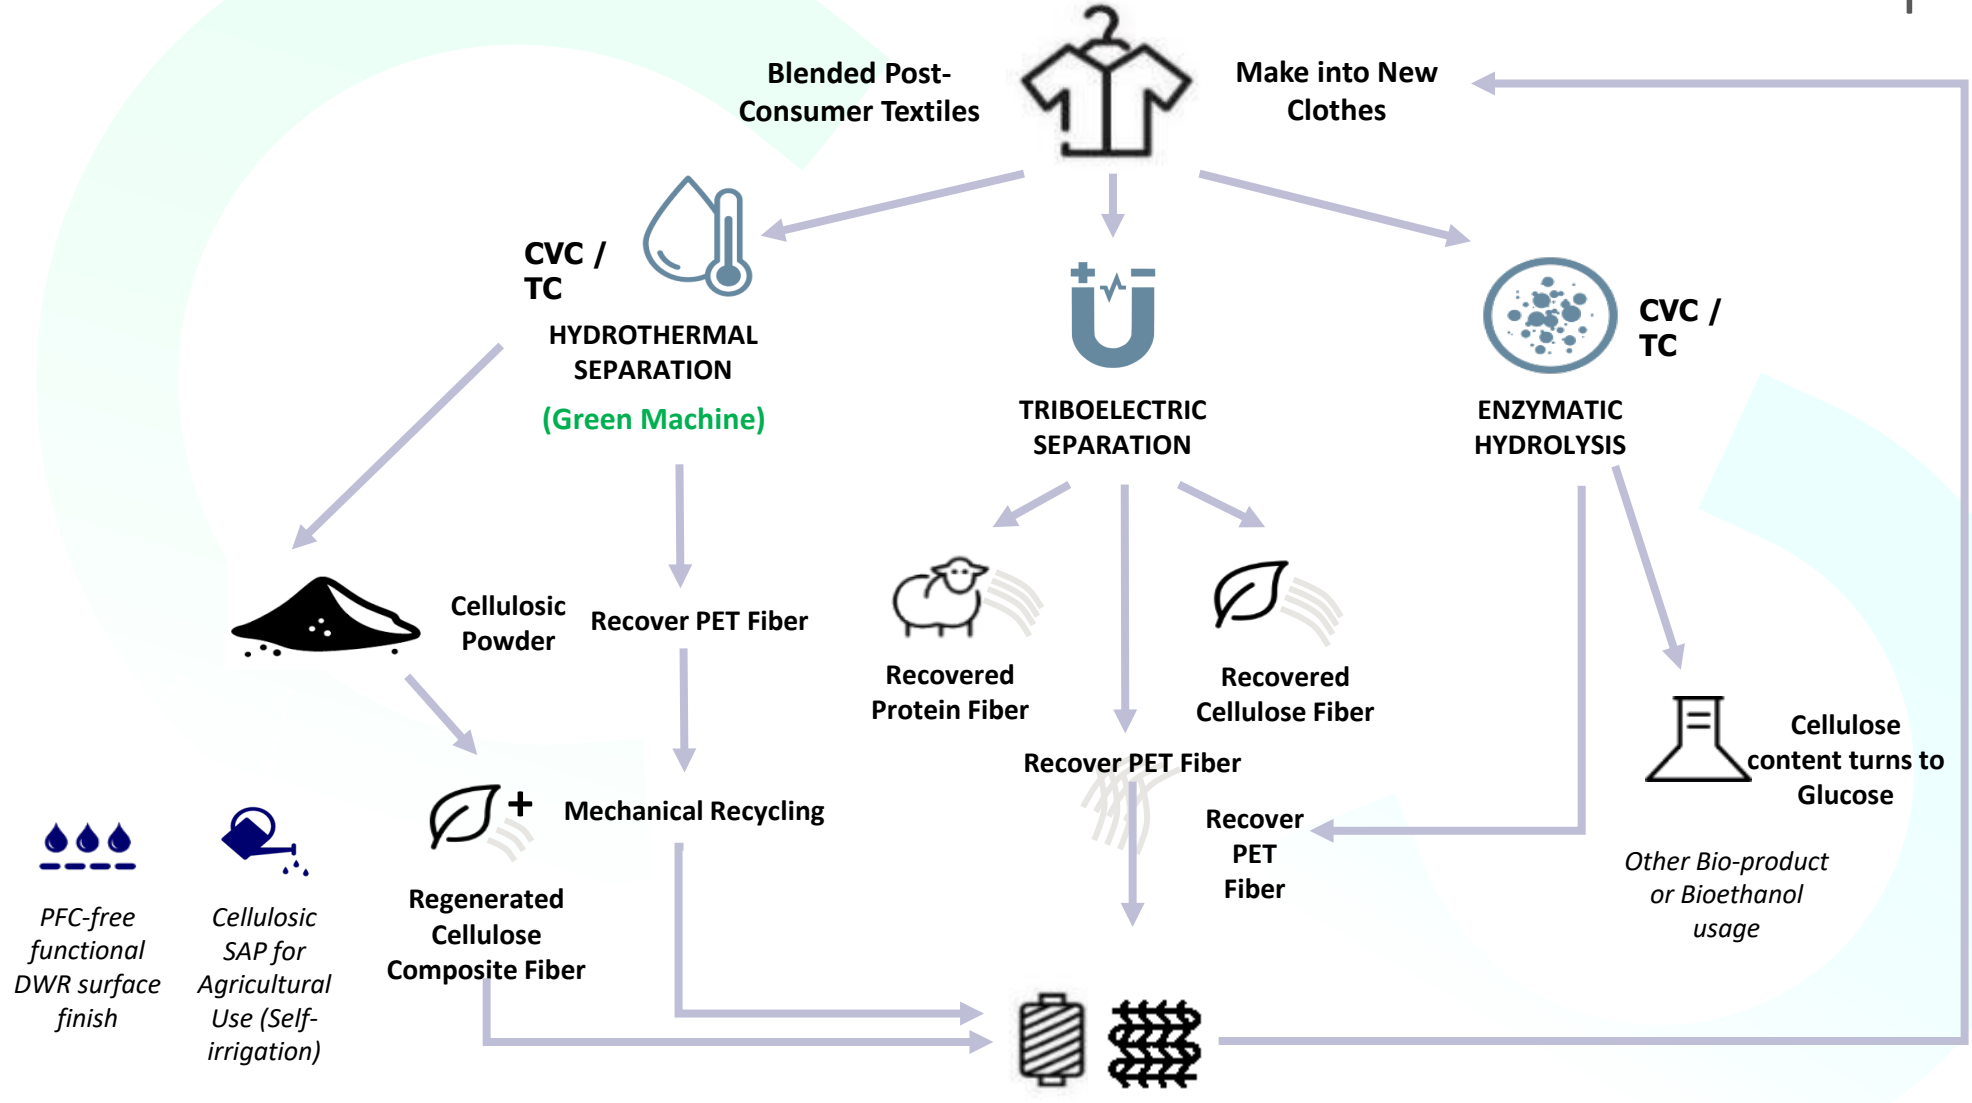 Blended Post-
Consumer Textiles
Make into New
Clothes
CVC /
TC
HYDROTHERMAL
SEPARATION
(Green Machine)
TRIBOELECTRIC
SEPARATION
CVC /
TC
ENZYMATIC
HYDROLYSIS
Cellulosic
Powder
Recover PET Fiber
Recovered
Protein Fiber
Recovered
Cellulose Fiber
Recover PET Fiber
Cellulose
content turns to
Glucose
Mechanical Recycling
Recover
PET
Fiber
Other Bio-product
or Bioethanol
usage
Regenerated
Cellulose
Composite Fiber
PFC-free
functional
DWR surface
finish
Cellulosic
SAP for
Agricultural
Use (Self-
irrigation)